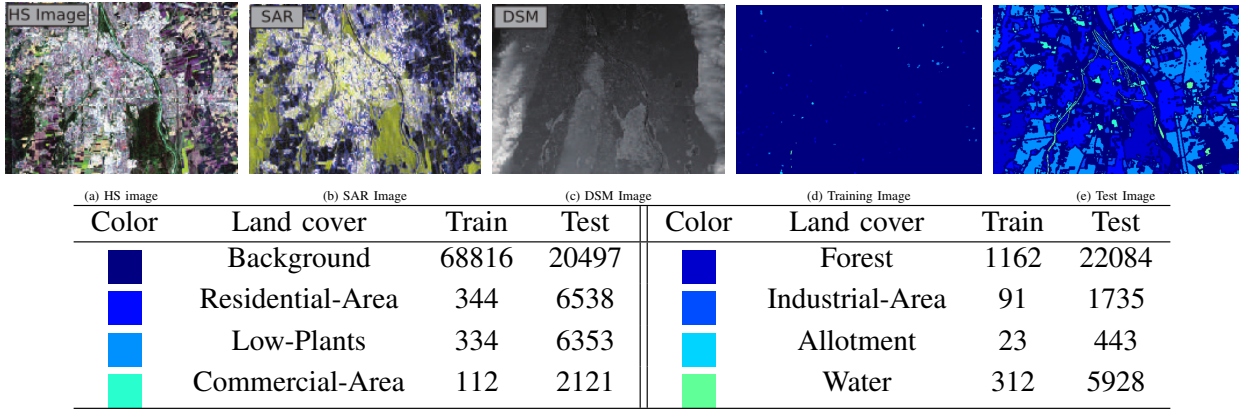 HS Image SAR DSM
(a) HS image (b) SAR Image (c) DSM Image (d) Training Image (e) Test Image
Color Land cover Train Test Color Land cover Train Test
Background 68816 20497 Forest 1162 22084
Residential-Area 344 6538 Industrial-Area 91 1735
Low-Plants 334 6353 Allotment 23 443
Commercial-Area 112 2121 Water 312 5928